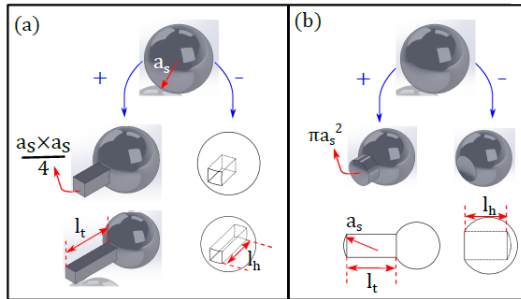 (a)
a_s
+
−
a_s×a_s
4
l_t
l_h
(b)
+
−
πa_s²
a_s
l_t
l_h